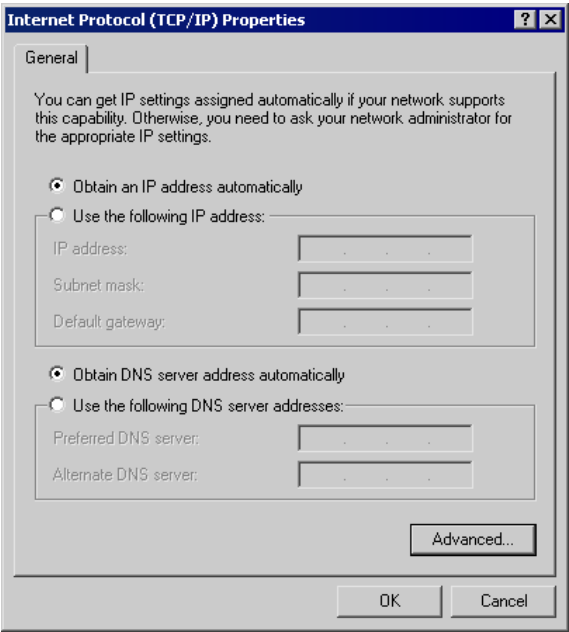 Internet Protocol (TCP/IP) Properties
General
You can get IP settings assigned automatically if your network supports
this capability. Otherwise, you need to ask your network administrator for
the appropriate IP settings.
Obtain an IP address automatically
Use the following IP address:
IP address:
Subnet mask:
Default gateway:
Obtain DNS server address automatically
Use the following DNS server addresses:
Preferred DNS server:
Alternate DNS server:
Advanced...
OK Cancel